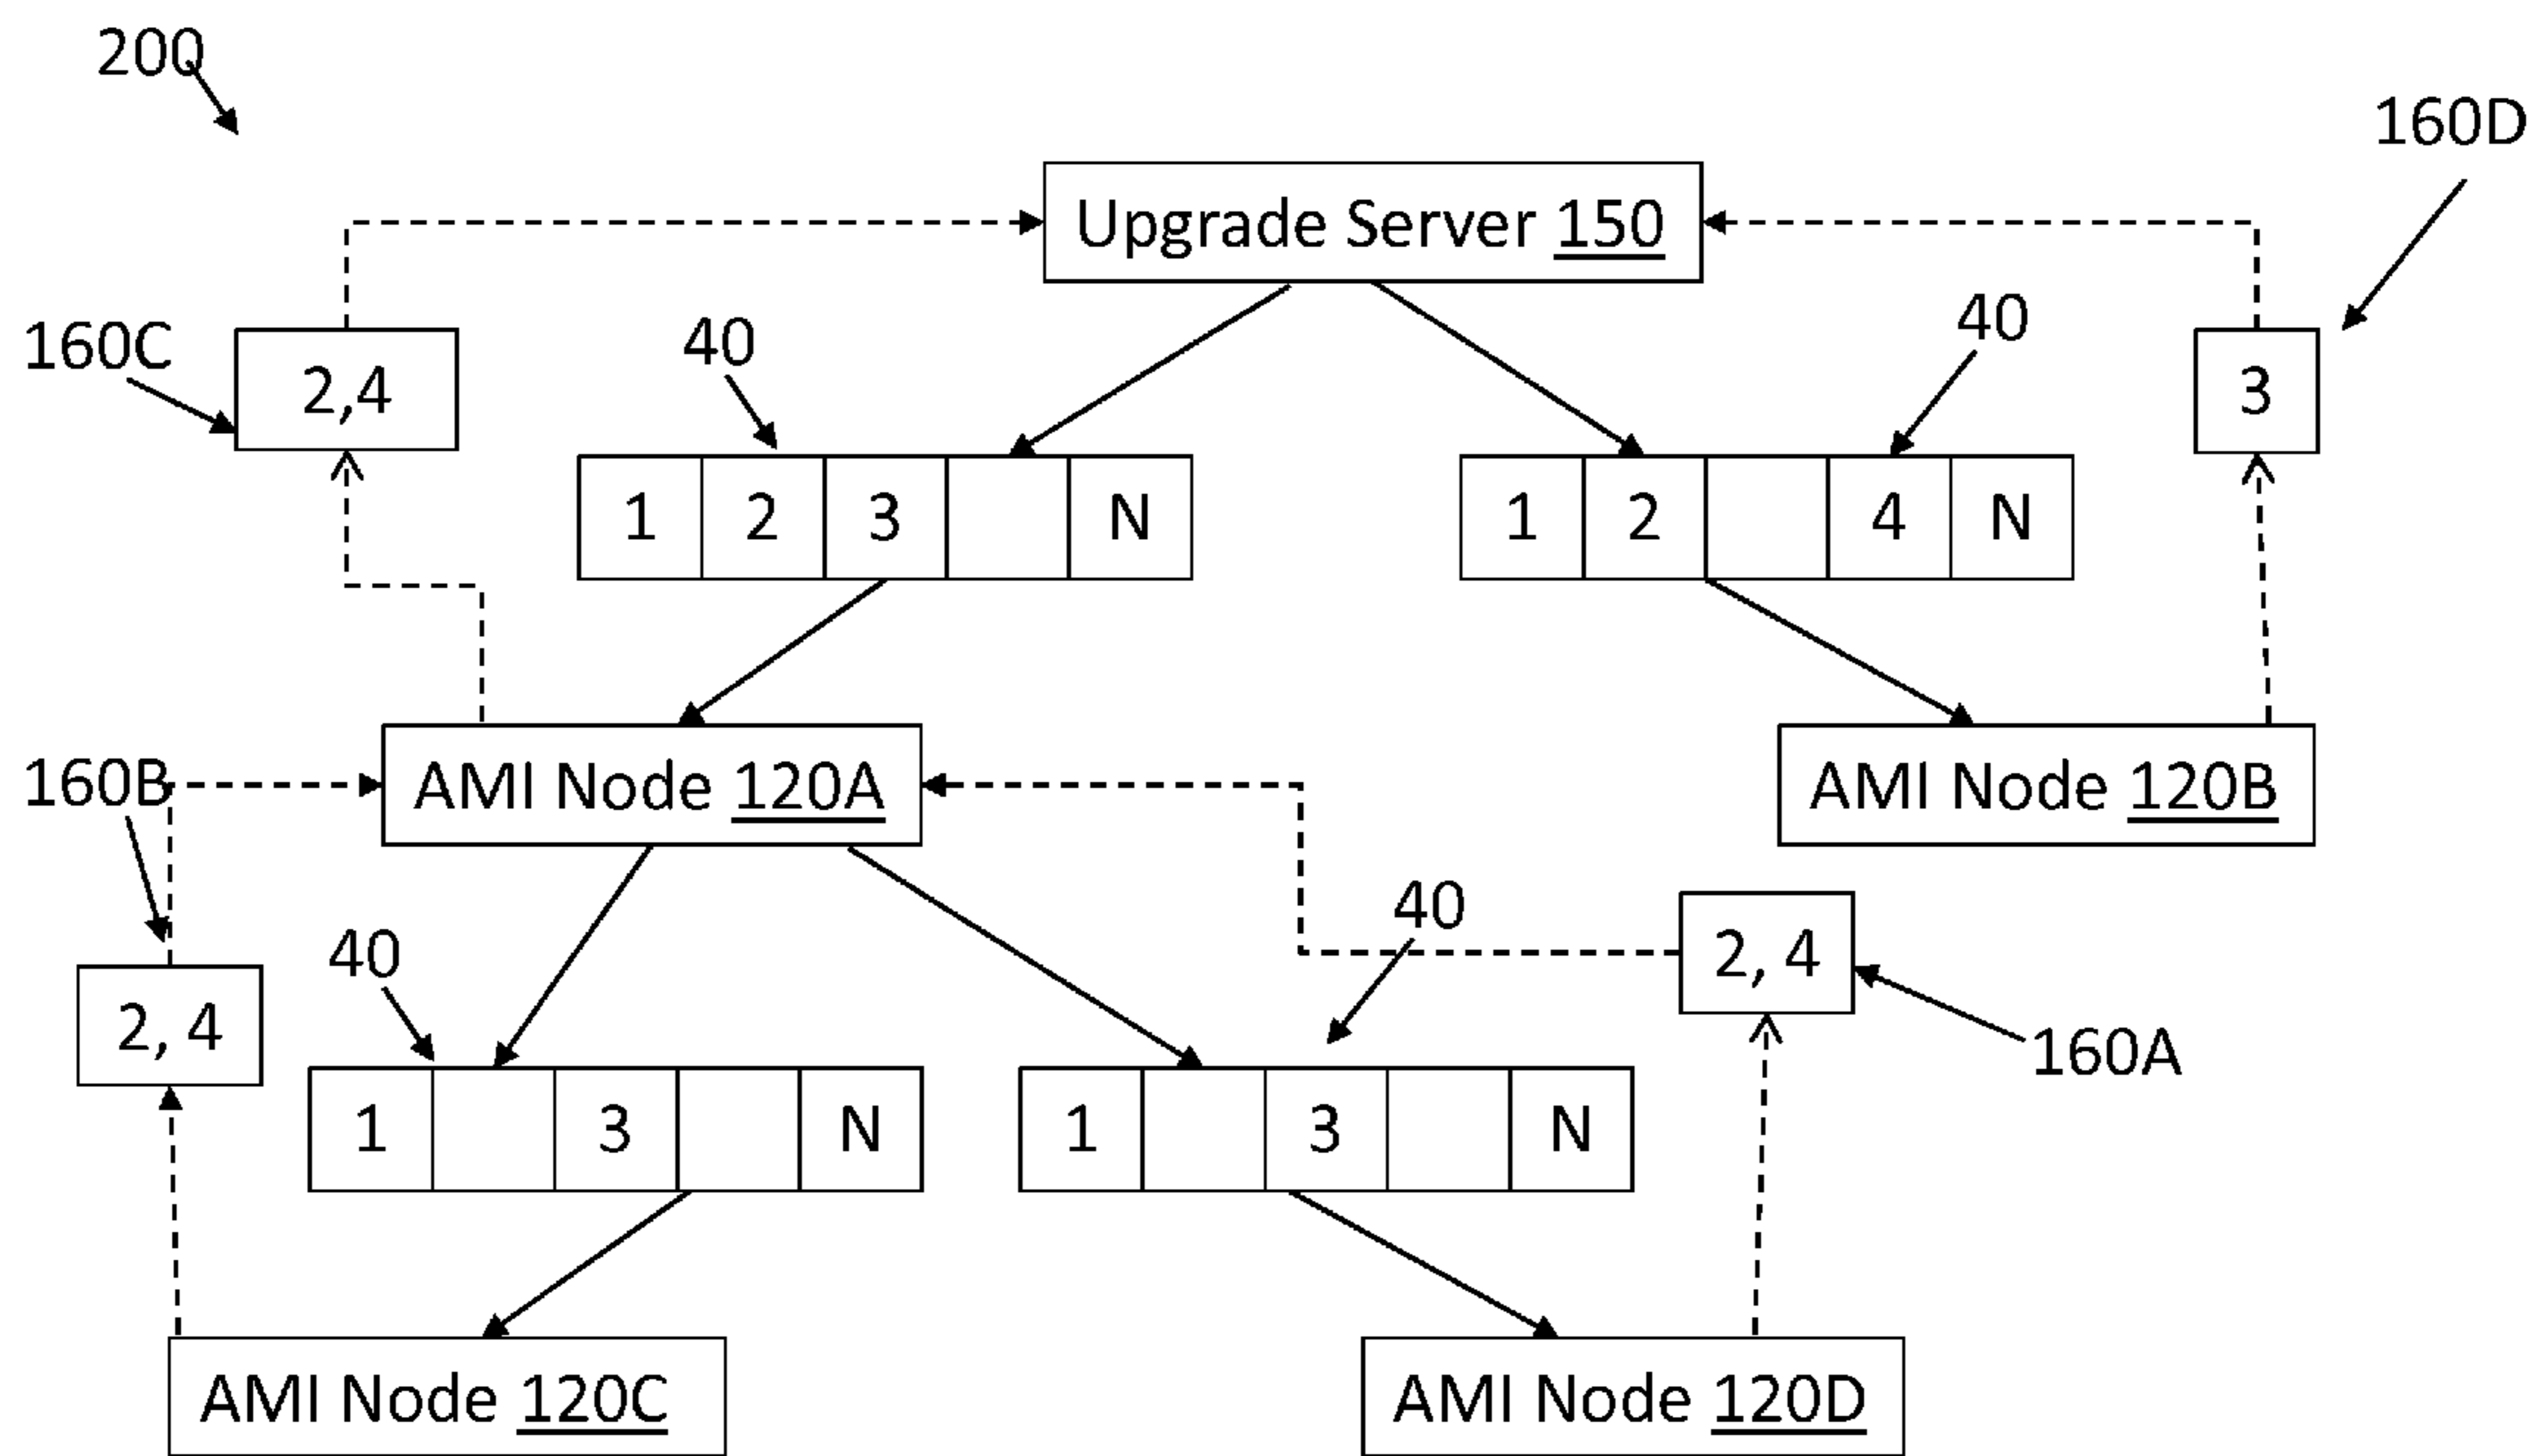 200
160D
Upgrade Server 150
160C
40
40
2,4
3
1 2 3 N
1 2 4 N
160B
AMI Node 120A
AMI Node 120B
40
40
2, 4
2, 4
160A
1 3 N
1 3 N
AMI Node 120C
AMI Node 120D